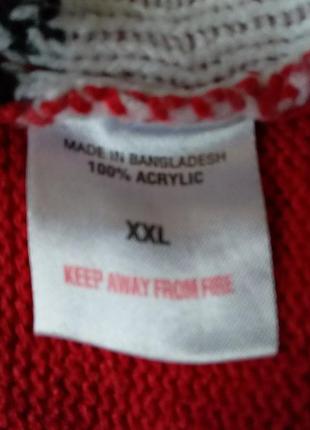 MADE IN BANGLADESH
100% ACRYLIC
XXL
KEEP AWAY FROM FIRE